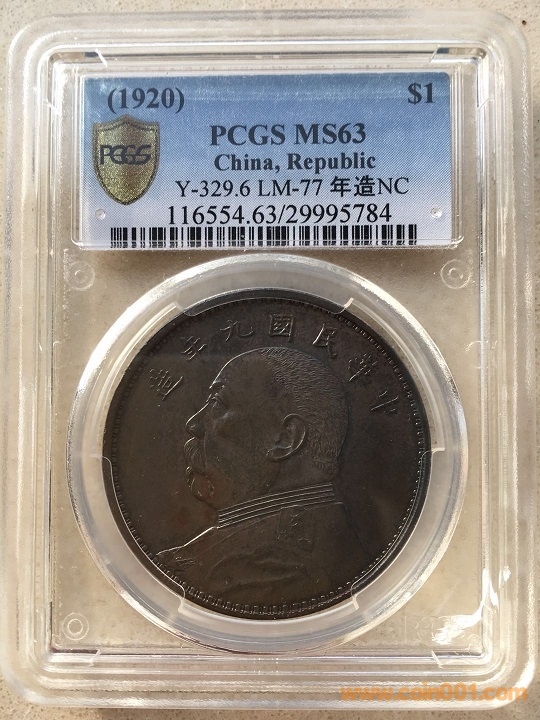 (1920) $1
PCGS MS63
China, Republic
PCGS
Y-329.6 LM-77 年造NC
116554.63/29995784
造年九國民華中
www.coin001.com